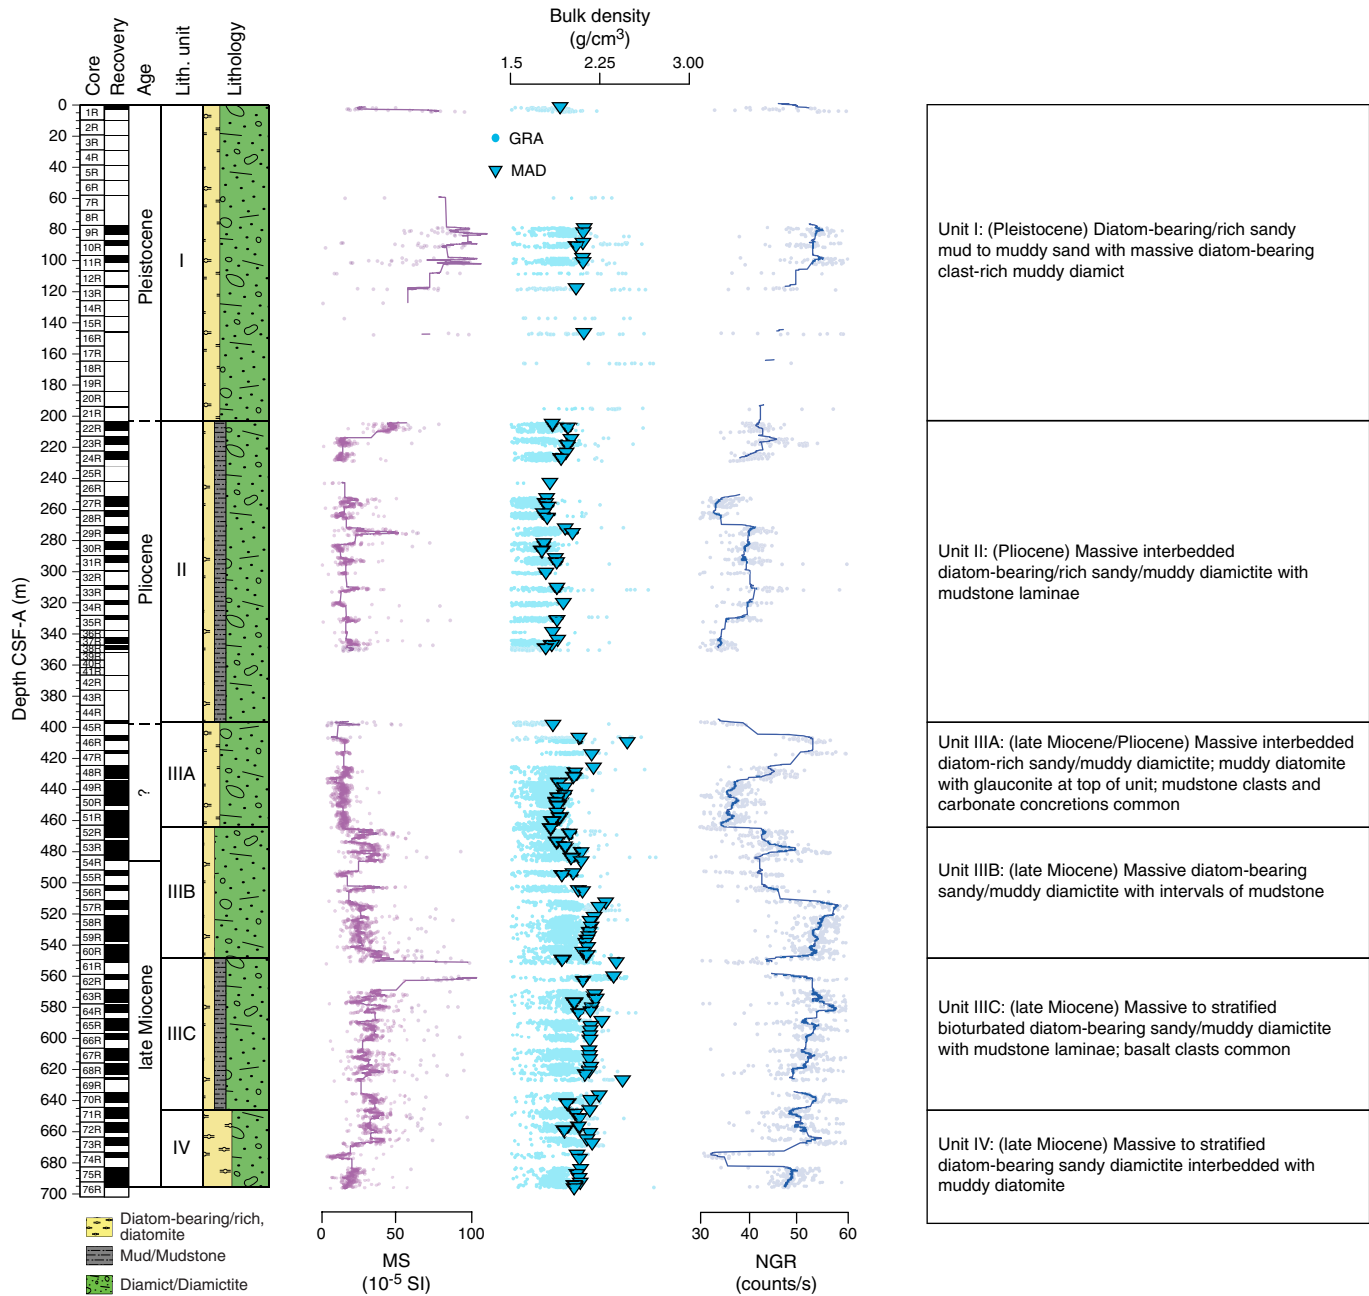 Bulk density
(g/cm3)
1.5 2.25 3.00
Core
Recovery
Age
Lith. unit
Lithology
Depth CSF-A (m)
0
20
40
60
80
100
120
140
160
180
200
220
240
260
280
300
320
340
360
380
400
420
440
460
480
500
520
540
560
580
600
620
640
660
680
700
1R
2R
3R
4R
5R
6R
7R
8R
9R
10R
11R
12R
13R
14R
15R
16R
17R
18R
19R
20R
21R
22R
23R
24R
25R
26R
27R
28R
29R
30R
31R
32R
33R
34R
35R
36R
37R
38R
39R
40R
41R
42R
43R
44R
45R
46R
47R
48R
49R
50R
51R
52R
53R
54R
55R
56R
57R
58R
59R
60R
61R
62R
63R
64R
65R
66R
67R
68R
69R
70R
71R
72R
73R
74R
75R
76R
Pleistocene
Pliocene
?
late Miocene
I
II
IIIA
IIIB
IIIC
IV
GRA
MAD
Unit I: (Pleistocene) Diatom-bearing/rich sandy
mud to muddy sand with massive diatom-bearing
clast-rich muddy diamict
Unit II: (Pliocene) Massive interbedded
diatom-bearing/rich sandy/muddy diamictite with
mudstone laminae
Unit IIIA: (late Miocene/Pliocene) Massive interbedded
diatom-rich sandy/muddy diamictite; muddy diatomite
with glauconite at top of unit; mudstone clasts and
carbonate concretions common
Unit IIIB: (late Miocene) Massive diatom-bearing
sandy/muddy diamictite with intervals of mudstone
Unit IIIC: (late Miocene) Massive to stratified
bioturbated diatom-bearing sandy/muddy diamictite
with mudstone laminae; basalt clasts common
Unit IV: (late Miocene) Massive to stratified
diatom-bearing sandy diamictite interbedded with
muddy diatomite
Diatom-bearing/rich,
diatomite
Mud/Mudstone
Diamict/Diamictite
0 50 100
MS
(10-5 SI)
30 40 50 60
NGR
(counts/s)